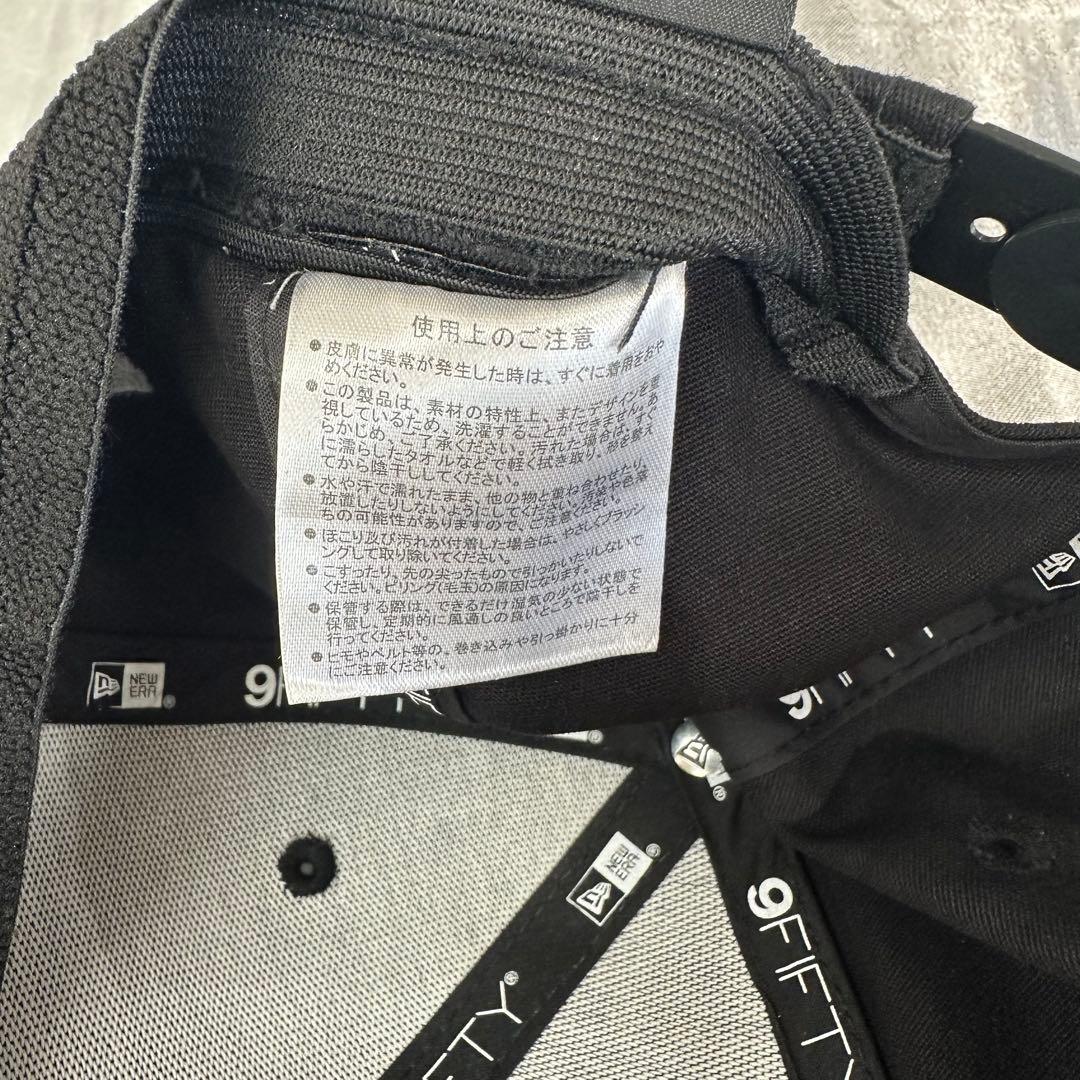 使用上のご注意
●皮膚に異常が発生した時は、すぐに着用をおや
めください。
●この製品は、素材の特性上、またデザインを重
視しているため、洗濯することができません。あ
らかじめ、ご了承ください。汚れた場合は、すぐ
に濡らしたタオルなどで軽く拭き取り、形を整え
てから陰干ししてください。
●水や汗で濡れたまま、他の物と重ね合わせたり、
放置したりしないようにしてください。汚染や色落
ちの可能性がありますので、ご注意ください。
●ほこり及び汚れが付着した場合は、やさしくブラッシ
ングして取り除いてください。
●こすったり、先の尖ったもので引っかいたりしないで
ください。ピリング(毛玉)の原因になります。
●保管する際は、できるだけ湿気の少ない状態で
保管し、定期的に風通しの良いところで陰干しを
行ってください。
●ヒモやベルト等の、巻き込みや引っ掛かりに十分
にご注意ください。
NEW
ERA®
9FIFTY
NEW
ERA®
FTY®
9FIFTY
9